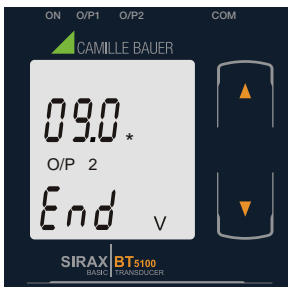 ON O/P1 O/P2 COM
CAMILLE BAUER
09.0 *
O/P 2
End V
SIRAX BT5100
BASIC TRANSDUCER